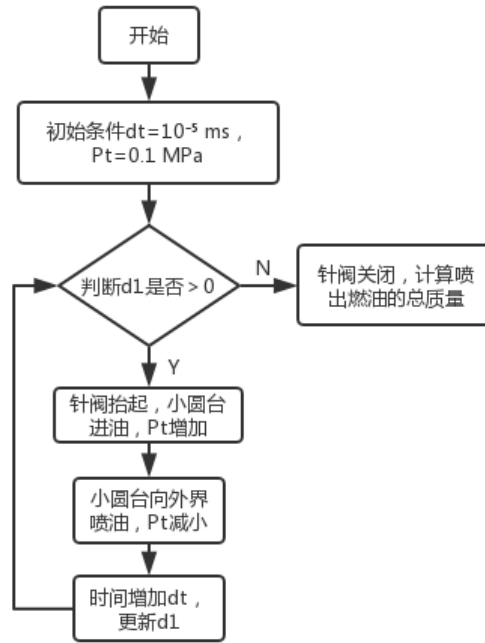 开始
初始条件dt=10⁻⁵ ms，
Pt=0.1 MPa
判断d1是否＞0
N
针阀关闭，计算喷
出燃油的总质量
Y
针阀抬起，小圆台
进油，Pt增加
小圆台向外界
喷油，Pt减小
时间增加dt，
更新d1